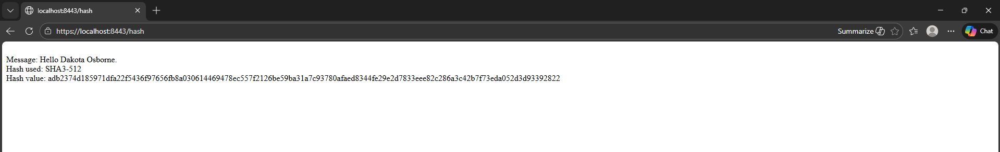 localhost:8443/hash
https://localhost:8443/hash
Summarize
Chat
Message: Hello Dakota Osborne.
Hash used: SHA3-512
Hash value: adb2374d185971dfa22f5436f97656fb8a030614469478ec557f2126be59ba31a7c93780afaed8344fe29e2d7833eee82c286a3c42b7f73eda052d3d93392822